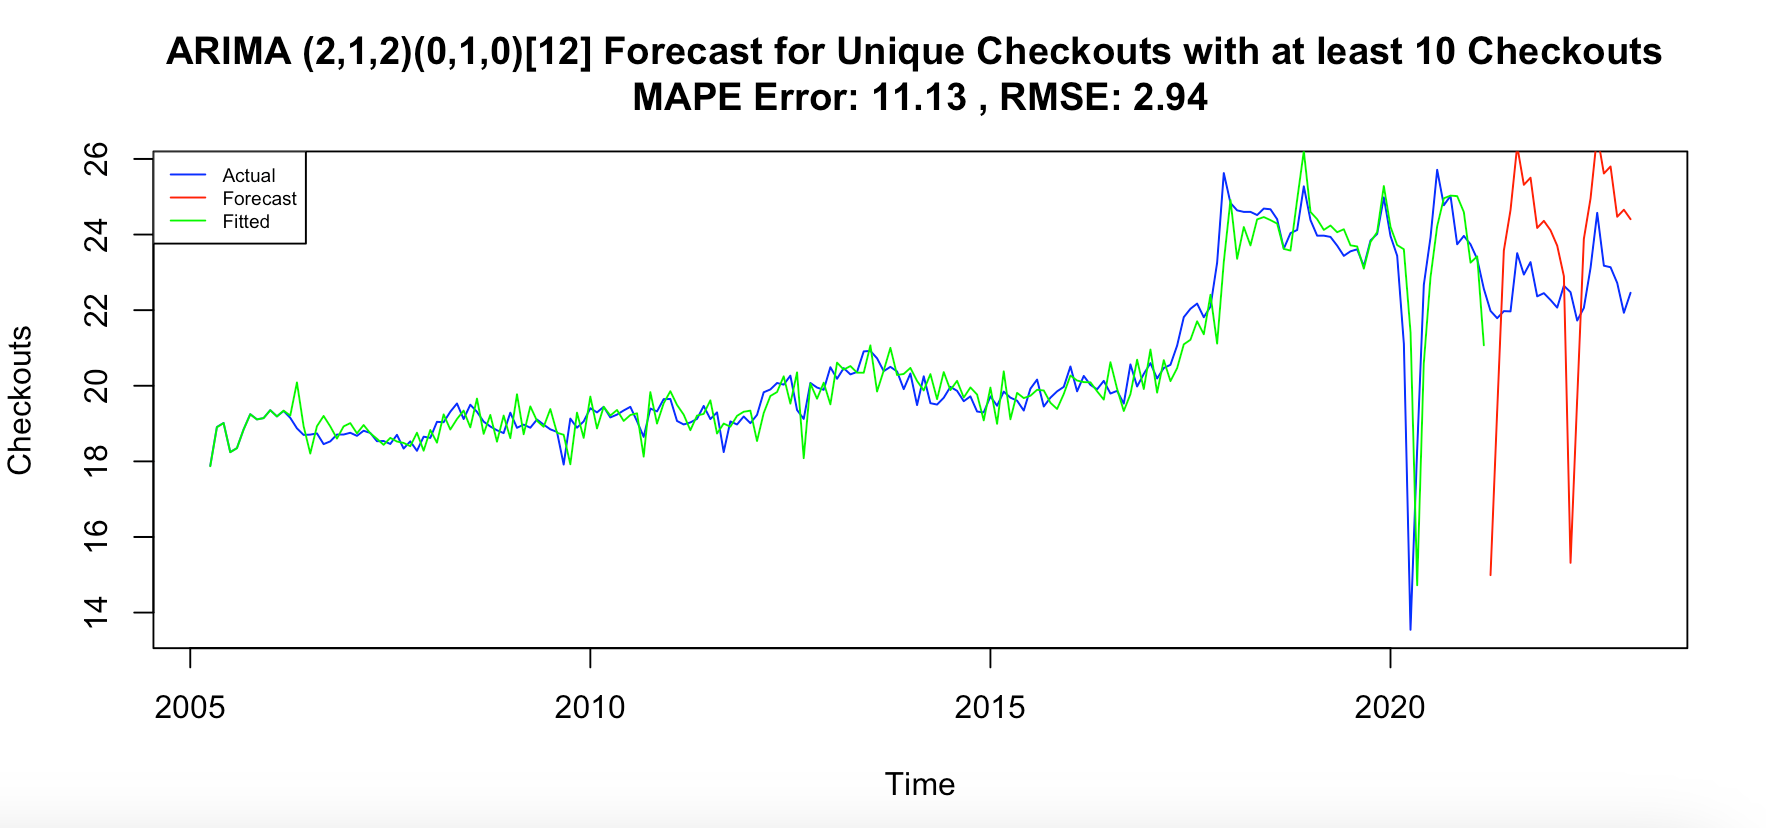 ARIMA (2,1,2)(0,1,0)[12] Forecast for Unique Checkouts with at least 10 Checkouts
MAPE Error: 11.13 , RMSE: 2.94
Actual
Forecast
Fitted
Checkouts
26
24
22
20
18
16
14
2005
2010
2015
2020
Time